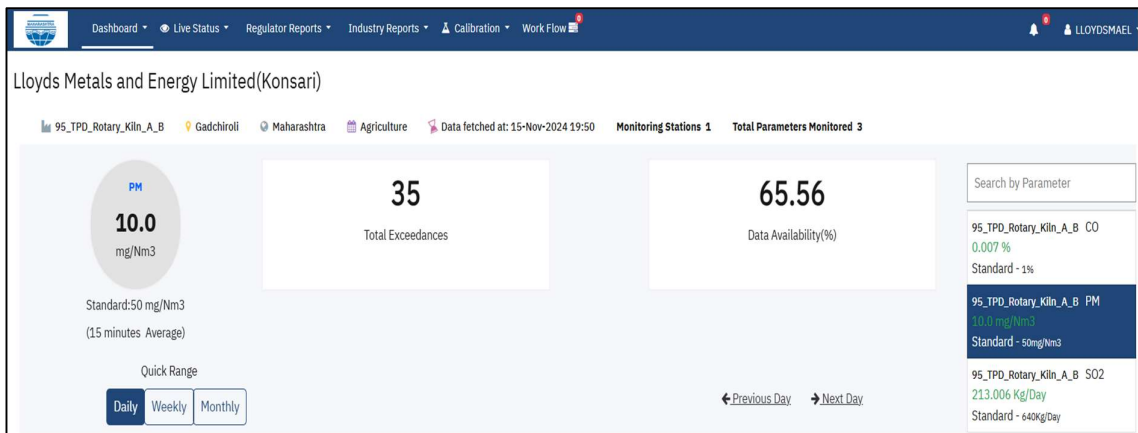 MAHARASHTRA
Dashboard Live Status Regulator Reports Industry Reports Calibration Work Flow 0
0 LLOYDSMAEL
Lloyds Metals and Energy Limited(Konsari)
95_TPD_Rotary_Kiln_A_B Gadchiroli Maharashtra Agriculture Data fetched at: 15-Nov-2024 19:50 Monitoring Stations 1 Total Parameters Monitored 3
PM
10.0
mg/Nm3
Standard:50 mg/Nm3
(15 minutes Average)
Quick Range
Daily Weekly Monthly
35
Total Exceedances
65.56
Data Availability(%)
Previous Day Next Day
Search by Parameter
95_TPD_Rotary_Kiln_A_B CO
0.007 %
Standard - 1%
95_TPD_Rotary_Kiln_A_B PM
10.0 mg/Nm3
Standard - 50mg/Nm3
95_TPD_Rotary_Kiln_A_B SO2
213.006 Kg/Day
Standard - 640Kg/Day